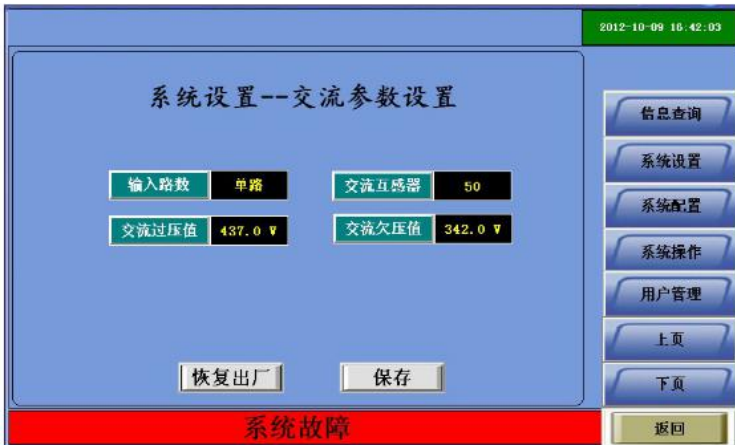 2012-10-09 16:42:03
系统设置--交流参数设置
输入路数 单路 交流互感器 50
交流过压值 437.0 V 交流欠压值 342.0 V
恢复出厂 保存
系统故障
信息查询
系统设置
系统配置
系统操作
用户管理
上页
下页
返回